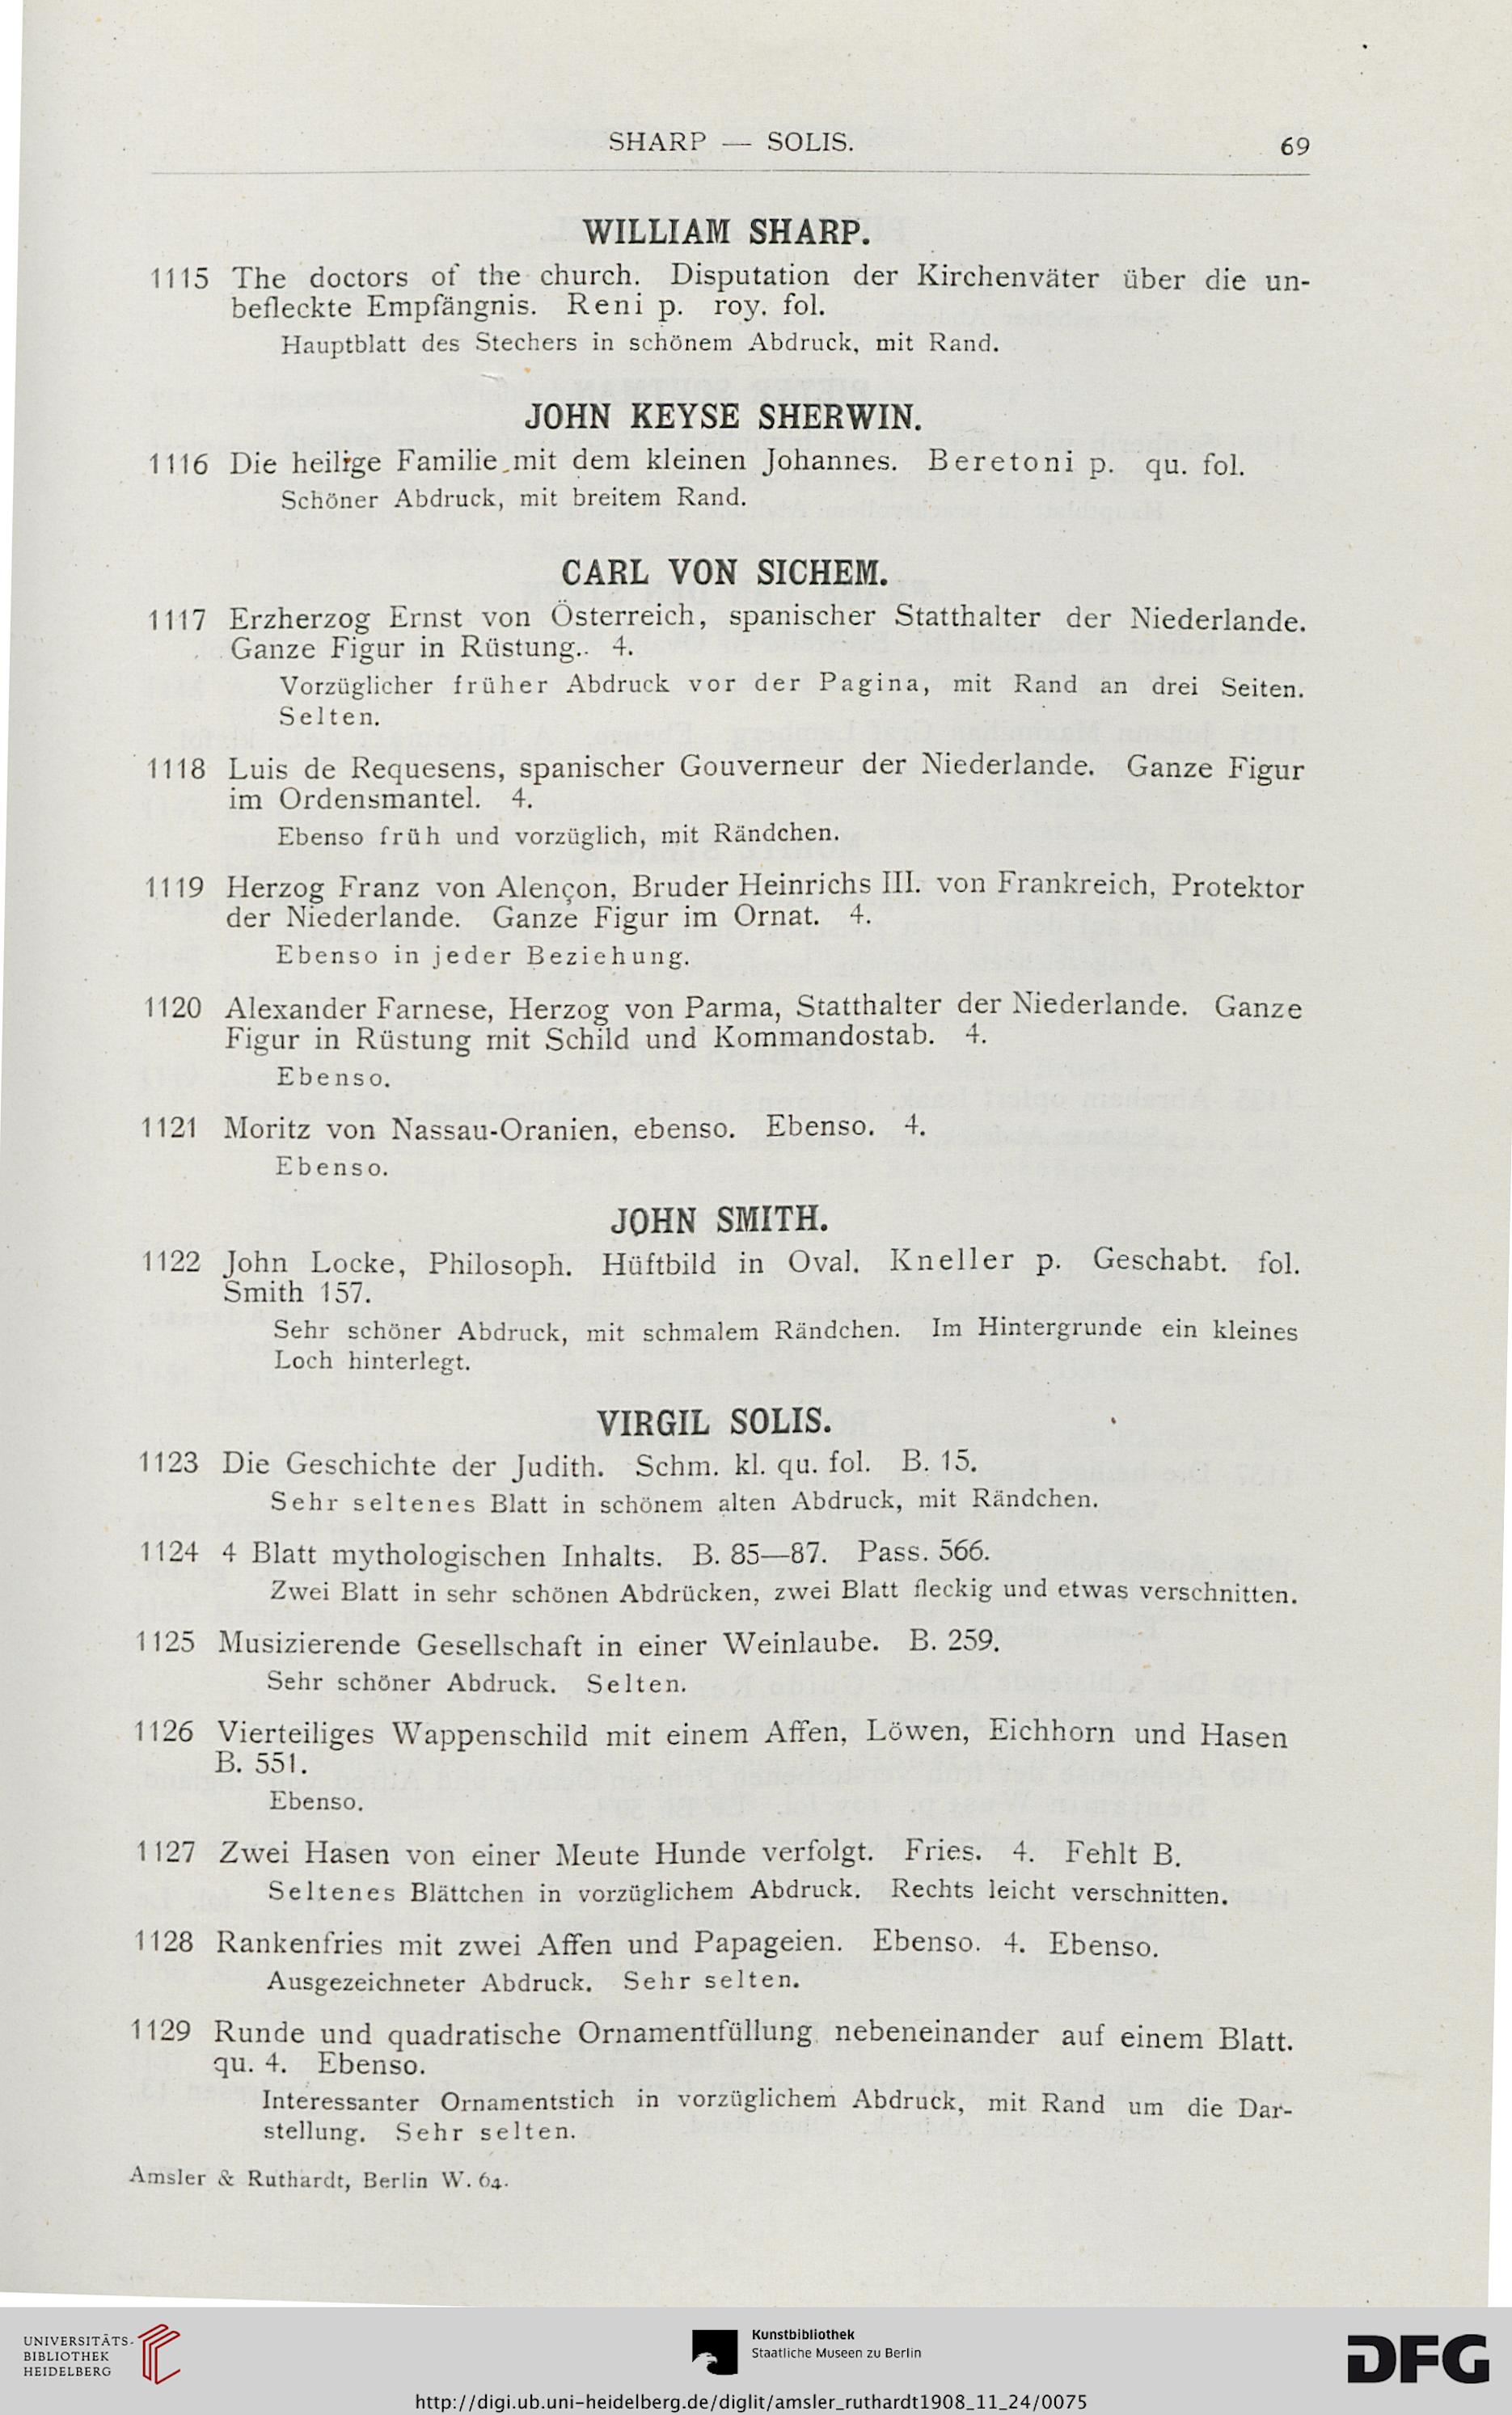 SHARP — SOLIS.
69
WILLIAM SHARP.
1115 The doctors of the church. Disputation der Kirchenväter über die un-
befleckte Empfängnis. Reni p. roy. fol.
Hauptblatt des Stechers in schönem Abdruck, mit Rand.
JOHN KEYSE SHERWIN.
1116 Die heilige Familie mit dem kleinen Johannes. Beretoni p. qu. fol.
Schöner Abdruck, mit breitem Rand.
CARL VON SICHEM.
1117 Erzherzog Ernst von Österreich, spanischer Statthalter der Niederlande.
Ganze Figur in Rüstung.. 4.
Vorzüglicher früher Abdruck vor der Pagina, mit Rand an drei Seiten.
Selten.
1118 Luis de Requesens, spanischer Gouverneur der Niederlande. Ganze Figur
im Ordensmantel. 4.
Ebenso früh und vorzüglich, mit Rändchen.
1119 Herzog Franz von Alençon, Bruder Heinrichs III. von Frankreich, Protektor
der Niederlande. Ganze Figur im Ornat. 4.
Ebenso in jeder Beziehung.
1120 Alexander Farnese, Herzog von Parma, Statthalter der Niederlande. Ganze
Figur in Rüstung mit Schild und Kommandostab. 4.
Ebenso.
1121 Moritz von Nassau-Oranien, ebenso. Ebenso. 4.
Ebenso.
JOHN SMITH.
1122 John Locke, Philosoph. Hüftbild in Oval. Kneller p. Geschabt. fol.
Smith 157.
Sehr schöner Abdruck, mit schmalem Rändchen. Im Hintergrunde ein kleines
Loch hinterlegt.
VIRGIL SOLIS.
1123 Die Geschichte der Judith. Schm. kl. qu. fol. B. 15.
Sehr seltenes Blatt in schönem alten Abdruck, mit Rändchen.
1124 4 Blatt mythologischen Inhalts. B. 85—87. Pass. 566.
Zwei Blatt in sehr schönen Abdrücken, zwei Blatt fleckig und etwas verschnitten.
1125 Musizierende Gesellschaft in einer Weinlaube. B. 259.
Sehr schöner Abdruck. Selten.
1126 Vierteiliges Wappenschild mit einem Affen, Löwen, Eichhorn und Hasen
B. 551.
Ebenso.
1127 Zwei Hasen von einer Meute Hunde verfolgt. Fries. 4. Fehlt B.
Seltenes Blättchen in vorzüglichem Abdruck. Rechts leicht verschnitten.
1128 Rankenfries mit zwei Affen und Papageien. Ebenso. 4. Ebenso.
Ausgezeichneter Abdruck. Sehr selten.
1129 Runde und quadratische Ornamentfüllung nebeneinander auf einem Blatt.
qu. 4. Ebenso.
Interessanter Ornamentstich in vorzüglichem Abdruck, mit Rand um die Dar-
stellung. Sehr selten.
Amsler & Ruthardt, Berlin W. 64.
UNIVERSITÄTS-
BIBLIOTHEK
HEIDELBERG
Kunstbibliothek
Staatliche Museen zu Berlin
DFG
http://digi.ub.uni-heidelberg.de/diglit/amsler_ruthardt1908_11_24/0075